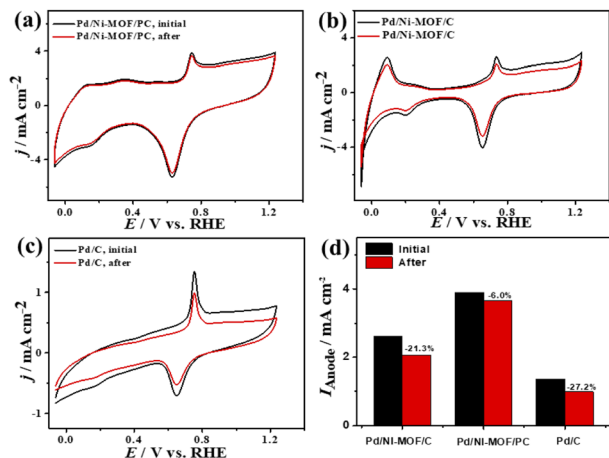 (a)
Pd/Ni-MOF/PC, initial
Pd/Ni-MOF/PC, after
j / mA cm⁻²
4
0
-4
0.0 0.4 0.8 1.2
E / V vs. RHE
(b)
Pd/Ni-MOF/C
Pd/Ni-MOF/C
j / mA cm⁻²
4
0
-4
0.0 0.4 0.8 1.2
E / V vs. RHE
(c)
Pd/C, initial
Pd/C, after
j / mA cm⁻²
1
0
-1
0.0 0.4 0.8 1.2
E / V vs. RHE
(d)
Initial
After
I Anode / mA cm⁻²
4
2
0
-21.3%
-6.0%
-27.2%
Pd/NI-MOF/C Pd/NI-MOF/PC Pd/C